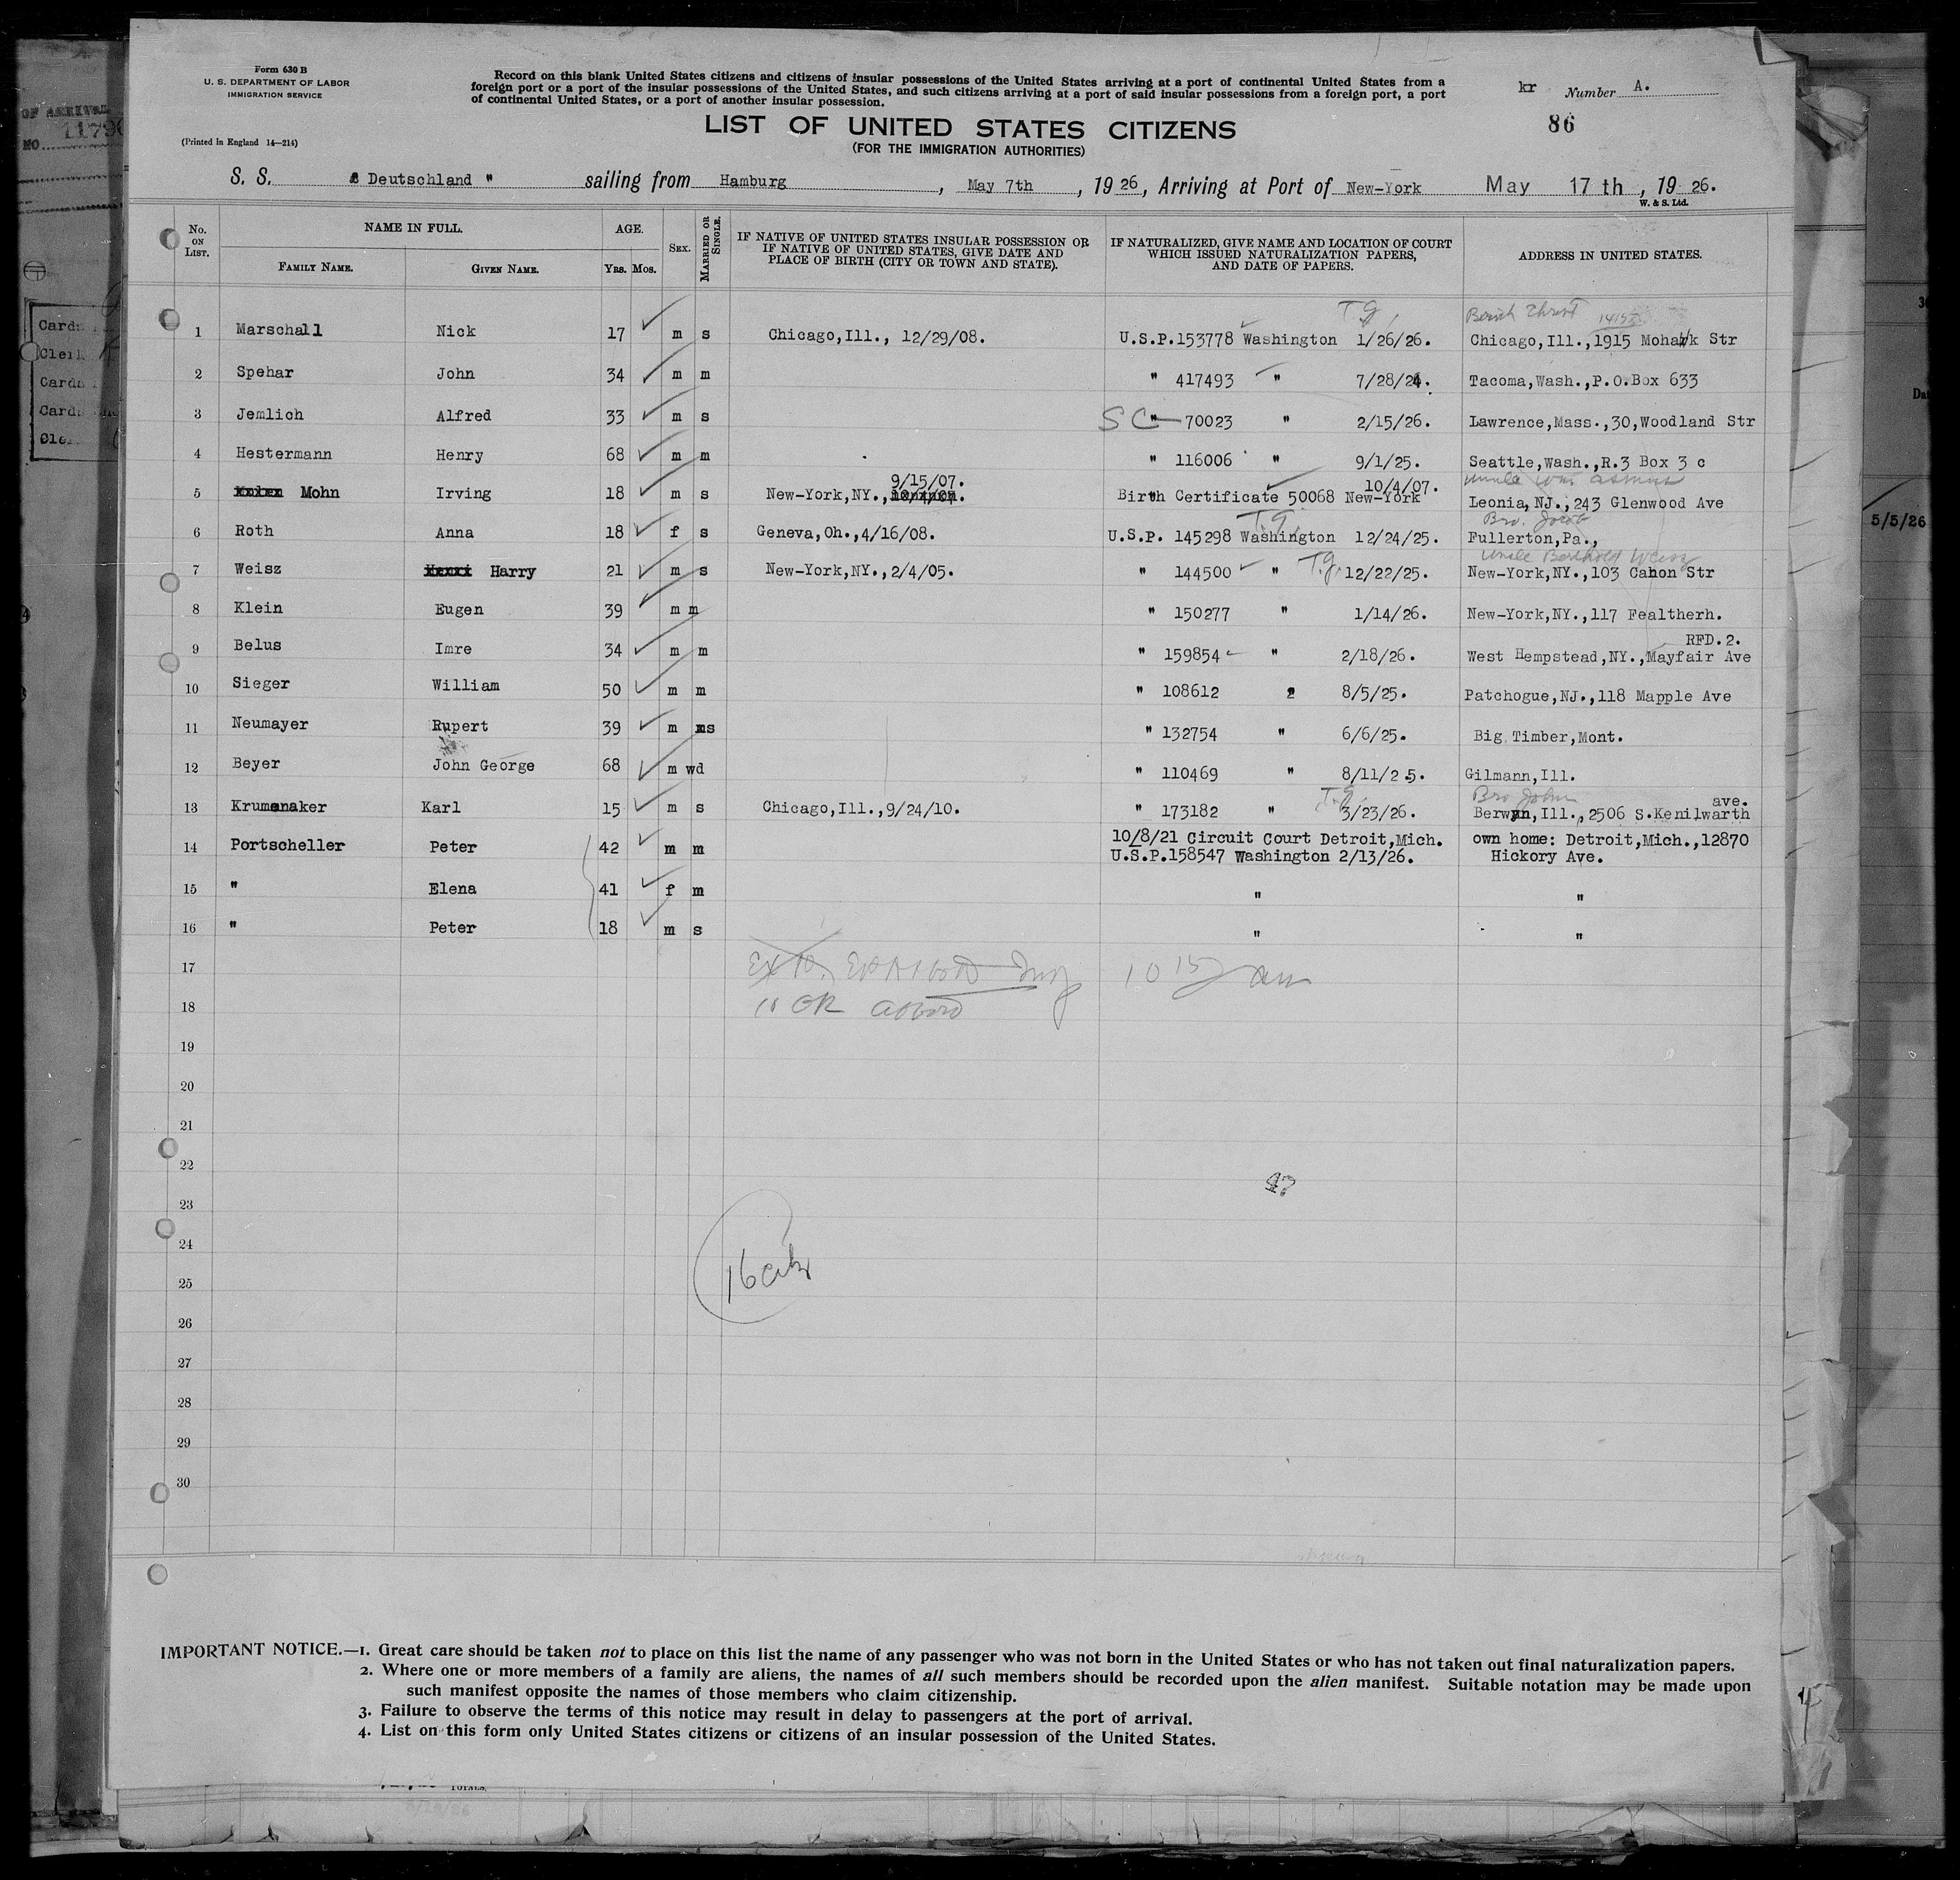 Form 630 B
U. S. DEPARTMENT OF LABOR
IMMIGRATION SERVICE
(Printed in England 14—214)
Record on this blank United States citizens and citizens of insular possessions of the United States arriving at a port of continental United States from a
foreign port or a port of the insular possessions of the United States, and such citizens arriving at a port of said insular possessions from a foreign port, a port
of continental United States, or a port of another insular possession.
kr Number A.
86
LIST OF UNITED STATES CITIZENS
(FOR THE IMMIGRATION AUTHORITIES)
S. S. Deutschland " sailing from Hamburg, May 7th, 1926, Arriving at Port of New-York May 17 th, 19 26.
W. & S. Ltd.
No. ON LIST. NAME IN FULL. FAMILY NAME. GIVEN NAME. AGE. YRS. MOS. SEX. MARRIED OR SINGLE. IF NATIVE OF UNITED STATES INSULAR POSSESSION OR IF NATIVE OF UNITED STATES, GIVE DATE AND PLACE OF BIRTH (CITY OR TOWN AND STATE). IF NATURALIZED, GIVE NAME AND LOCATION OF COURT WHICH ISSUED NATURALIZATION PAPERS, AND DATE OF PAPERS. ADDRESS IN UNITED STATES.
T.g.
1 Marschall Nick 17 m s Chicago,Ill., 12/29/08. U.S.P.153778 Washington 1/26/26. Chicago,Ill.,1915 Mohawk Str
2 Spehar John 34 m m " 417493 " 7/28/24. Tacoma,Wash.,P.O.Box 633
3 Jemlich Alfred 33 m s SC " 70023 " 2/15/26. Lawrence,Mass.,30,Woodland Str
4 Hestermann Henry 68 m m " 116006 " 9/1/25. Seattle,Wash.,R.3 Box 3 c
9/15/07. 10/4/07. Uncle
5 Mohn Irving 18 m s New-York,NY., Birth Certificate 50068 New-York Leonia,NJ.,243 Glenwood Ave
T.g. Bro. Jacob
6 Roth Anna 18 f s Geneva,Oh.,4/16/08. U.S.P. 145298 Washington 12/24/25. Fullerton,Pa.,
Uncle Berthold Weisz
7 Weisz Harry 21 m s New-York,NY.,2/4/05. " 144500 " T.g. 12/22/25. New-York,NY.,103 Canon Str
8 Klein Eugen 39 m m " 150277 " 1/14/26. New-York,NY.,117 Fealtherh.
RFD.2.
9 Belus Imre 34 m m " 159854 " 2/18/26. West Hempstead,NY.,Mayfair Ave
10 Sieger William 50 m m " 108612 " 8/5/25. Patchogue,NJ.,118 Mapple Ave
11 Neumayer Rupert 39 m s " 132754 " 6/6/25. Big Timber,Mont.
12 Beyer John George 68 m wd " 110469 " 8/11/25. Gilmann,Ill.
T.g. Bro John ave.
13 Krumenaker Karl 15 m s Chicago,Ill.,9/24/10. " 173182 " 3/23/26. Berwyn,Ill.,2506 S.Kenilwarth
14 Portscheller Peter 42 m m 10/8/21 Circuit Court Detroit,Mich. own home: Detroit,Mich.,12870
U.S.P.158547 Washington 2/13/26. Hickory Ave.
15 " Elena 41 f m " "
16 " Peter 18 m s " "
17
18
19
20
21
22
47
23
24
25
16 citz
26
27
28
29
30
IMPORTANT NOTICE.—1. Great care should be taken not to place on this list the name of any passenger who was not born in the United States or who has not taken out final naturalization papers.
2. Where one or more members of a family are aliens, the names of all such members should be recorded upon the alien manifest. Suitable notation may be made upon
such manifest opposite the names of those members who claim citizenship.
3. Failure to observe the terms of this notice may result in delay to passengers at the port of arrival.
4. List on this form only United States citizens or citizens of an insular possession of the United States.
5/5/26